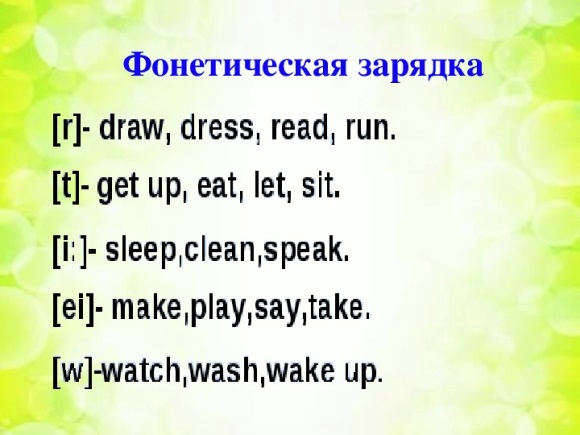 Фонетическая зарядка
[r]- draw, dress, read, run.
[t]- get up, eat, let, sit.
[i:]- sleep,clean,speak.
[ei]- make,play,say,take.
[w]-watch,wash,wake up.